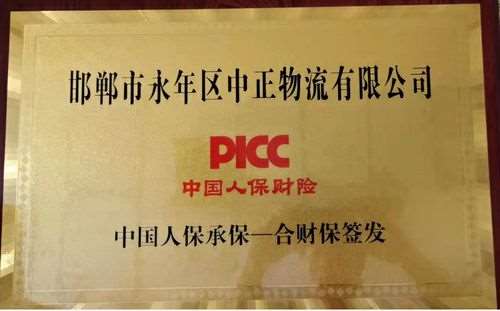 邯郸市永年区中正物流有限公司
PICC
中国人保财险
中国人保承保—合财保签发